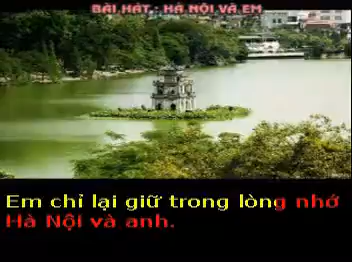 BÀI HÁT : HÀ NỘI VÀ EM
Em chỉ lại giữ trong lòng nhớ
Hà Nội và anh.